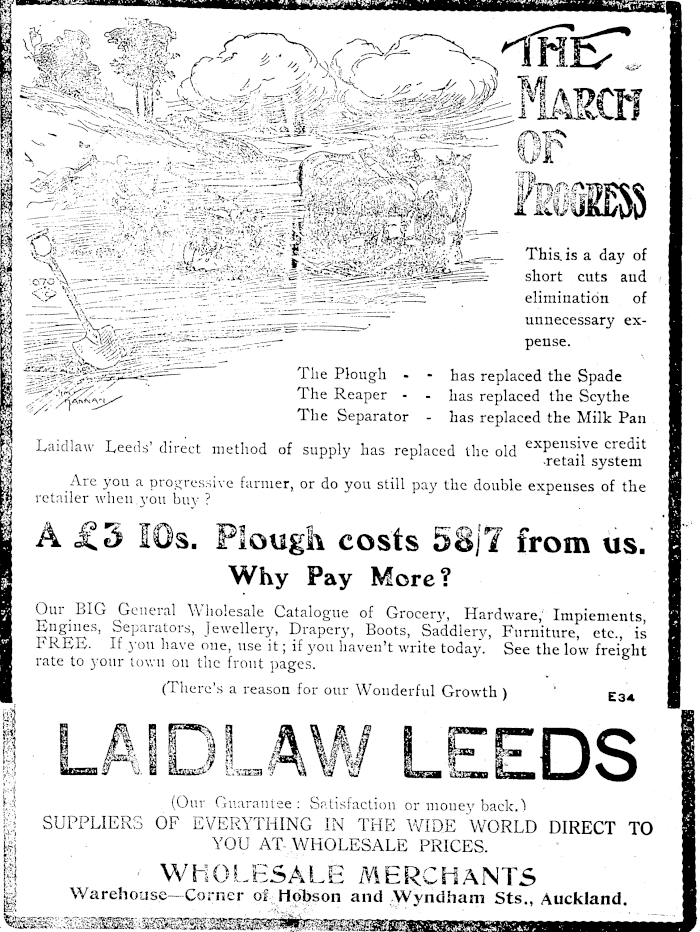 THE
MARCH
OF
PROGRESS
This is a day of
short cuts and
elimination of
unnecessary ex-
pense.
The Plough - - has replaced the Spade
The Reaper - - has replaced the Scythe
The Separator - has replaced the Milk Pan
Laidlaw Leeds' direct method of supply has replaced the old expensive credit
retail system
Are you a progressive farmer, or do you still pay the double expenses of the
retailer when you buy?
A £3 10s. Plough costs 58/7 from us.
Why Pay More?
Our BIG General Wholesale Catalogue of Grocery, Hardware, Implements,
Engines, Separators, Jewellery, Drapery, Boots, Saddlery, Furniture, etc., is
FREE. If you have one, use it; if you haven't write today. See the low freight
rate to your town on the front pages.
(There's a reason for our Wonderful Growth)
E34
LAIDLAW LEEDS
(Our Guarantee: Satisfaction or money back.)
SUPPLIERS OF EVERYTHING IN THE WIDE WORLD DIRECT TO
YOU AT WHOLESALE PRICES.
WHOLESALE MERCHANTS
Warehouse—Corner of Hobson and Wyndham Sts., Auckland.